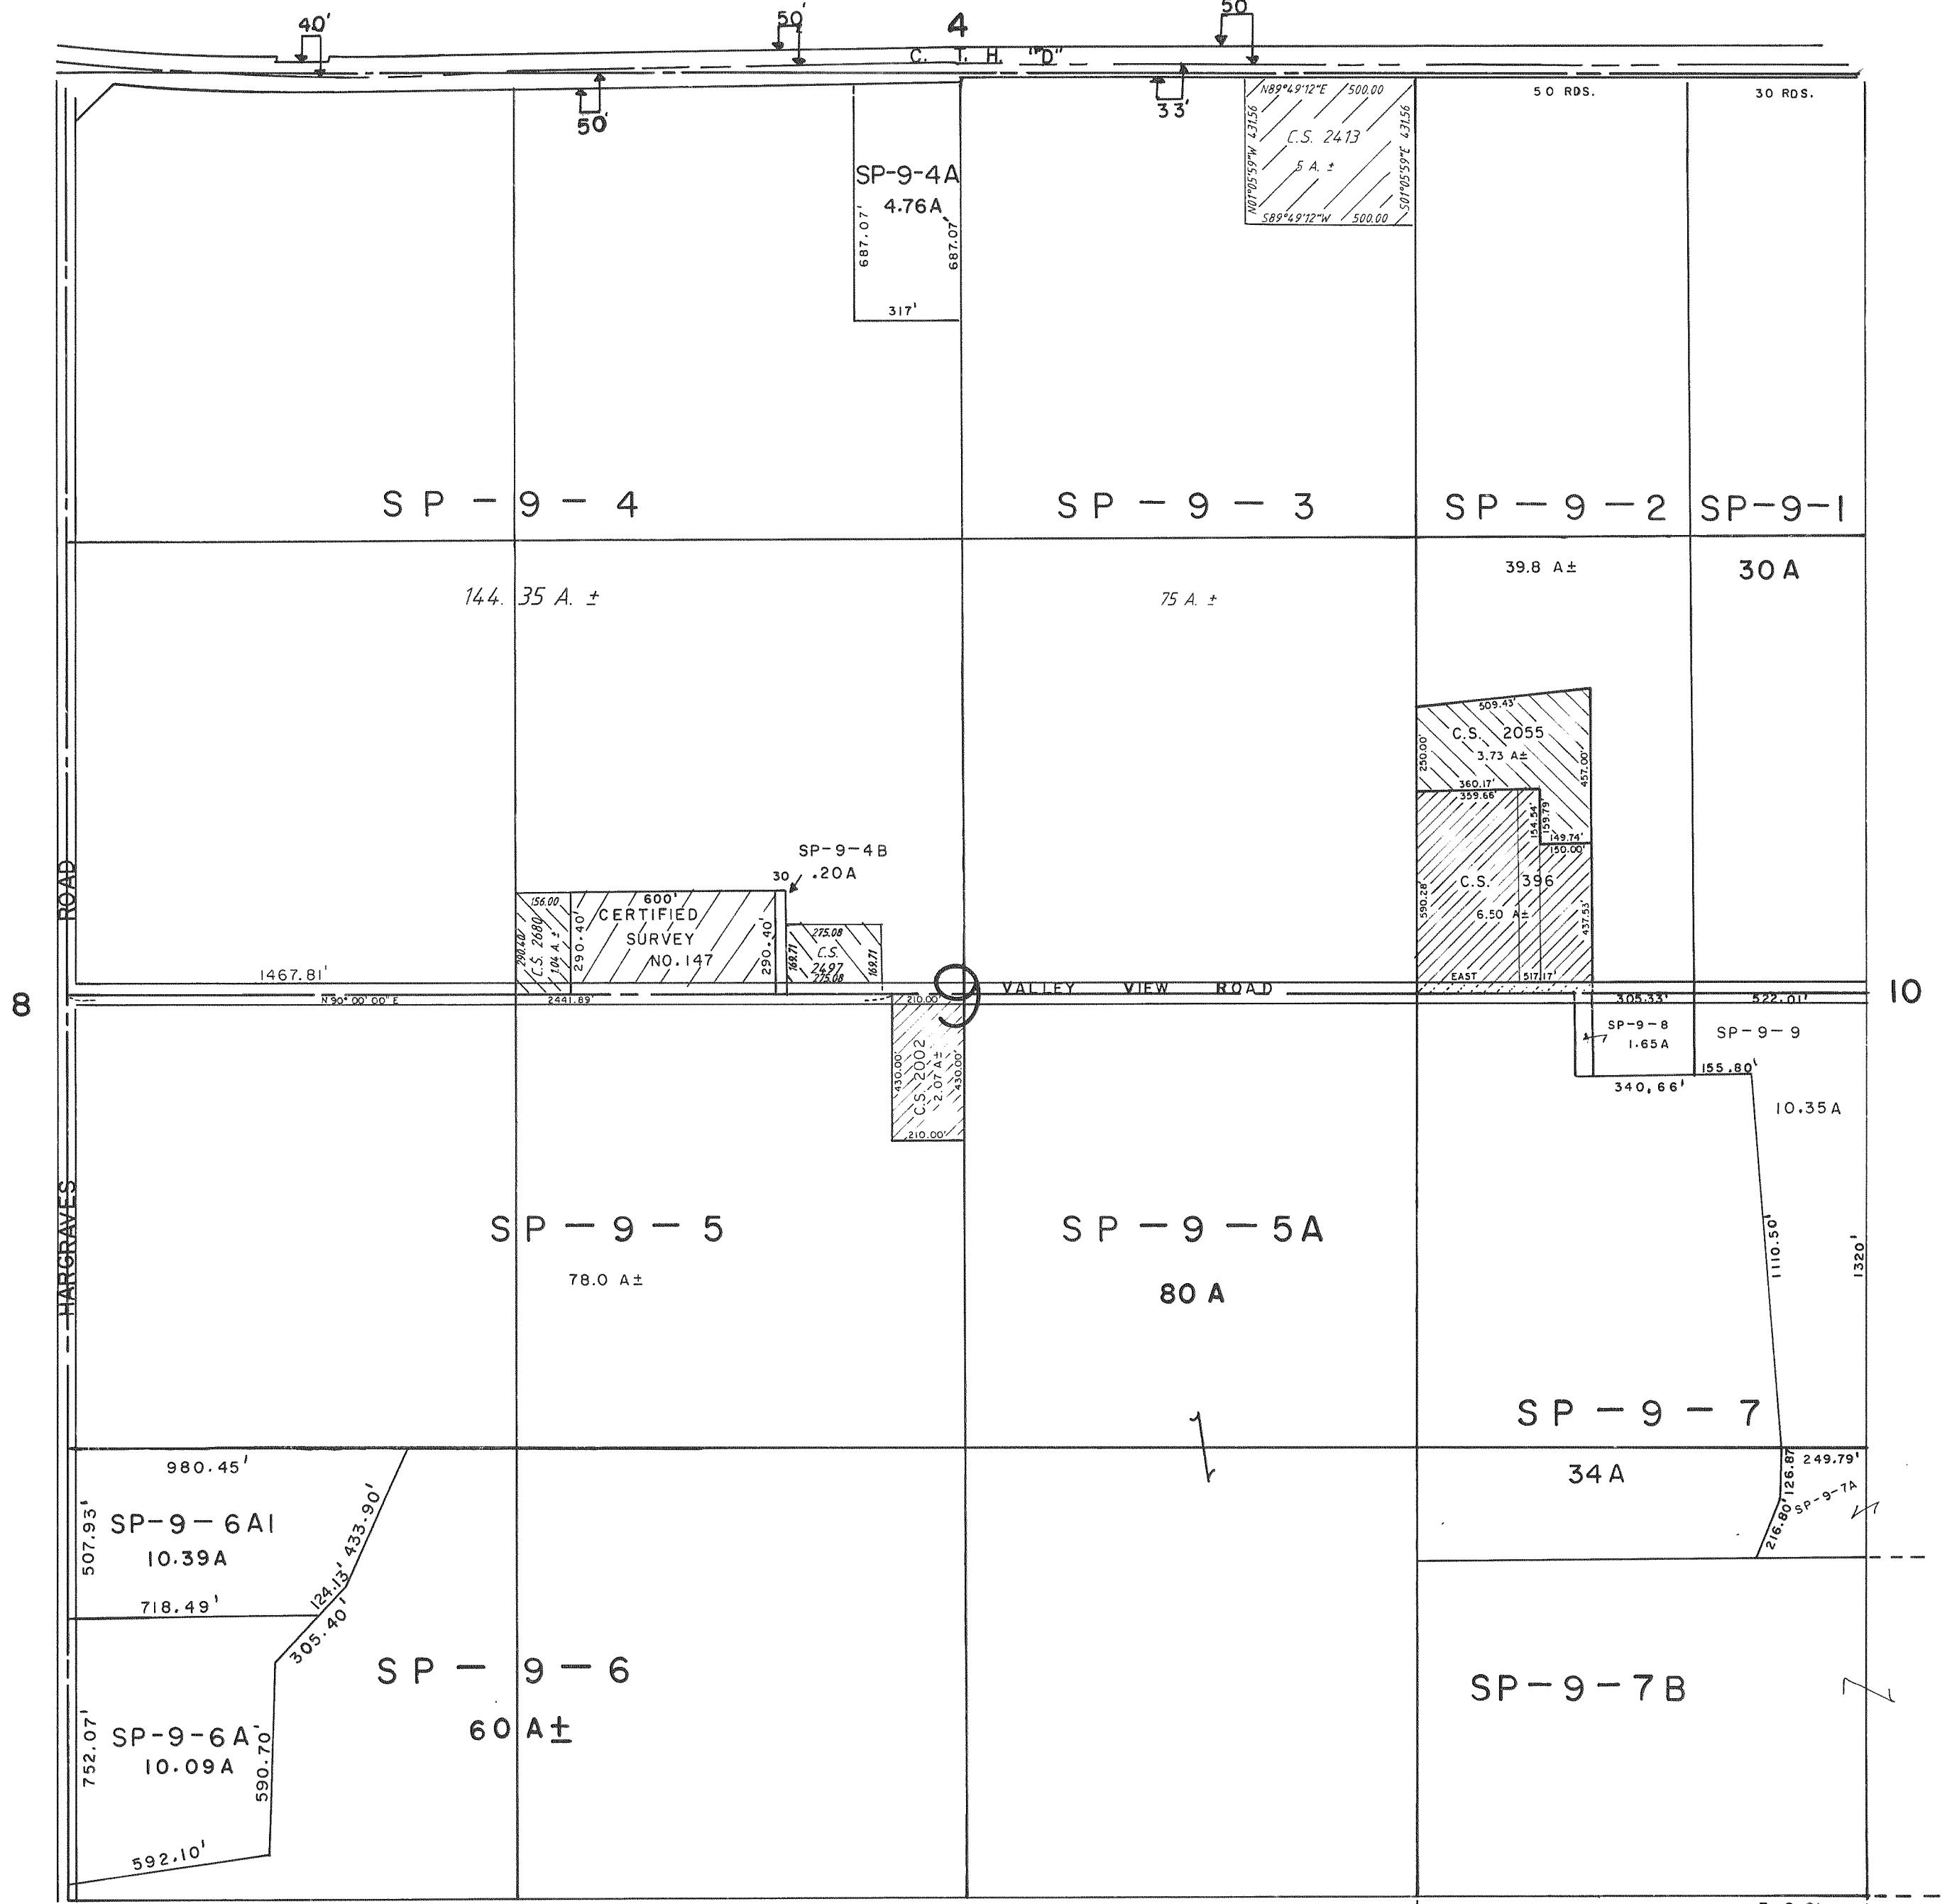 40'
50'
4
50'
C. T. H. "D"
50'
33'
N89°49'12"E 500.00
N01°05'59"W 431.56
S01°05'59"E 431.56
C.S. 2413
5 A. ±
S89°49'12"W 500.00
50 RDS.
30 RDS.
SP-9-4A
4.76A
687.07'
687.07'
317'
SP-9-4
SP-9-3
SP-9-2
SP-9-1
144.35 A. ±
75 A. ±
39.8 A±
30A
509.43'
C.S. 2055
3.73 A±
250.00'
457.00'
360.17'
359.66'
154.54'
159.79'
149.74'
150.00'
C.S. 396
6.50 A±
590.28'
437.53'
EAST 517.17'
SP-9-4B
.20A
30
156.00
290.40
C.S. 2680
1.04 A. ±
600'
CERTIFIED
SURVEY
NO. 147
290.40'
290.40'
275.08
C.S.
2497
275.08
169.71
169.71
ROAD
1467.81'
8
N 90° 00' 00" E
2441.89'
210.00'
9
VALLEY VIEW ROAD
305.33'
522.01'
10
C.S. 2002
2.07 A±
430.00'
430.00'
210.00'
SP-9-8
1.65A
SP-9-9
155.80'
340.66'
10.35A
HARGRAVES
SP-9-5
78.0 A±
SP-9-5A
80A
1110.50'
1320'
SP-9-7
34A
126.87
249.79'
216.80'
SP-9-7A
980.45'
507.93'
SP-9-6A1
10.39A
433.90'
124.13'
718.49'
305.40'
SP-9-6
60A±
SP-9-7B
752.07'
SP-9-6A
10.09A
590.70'
592.10'